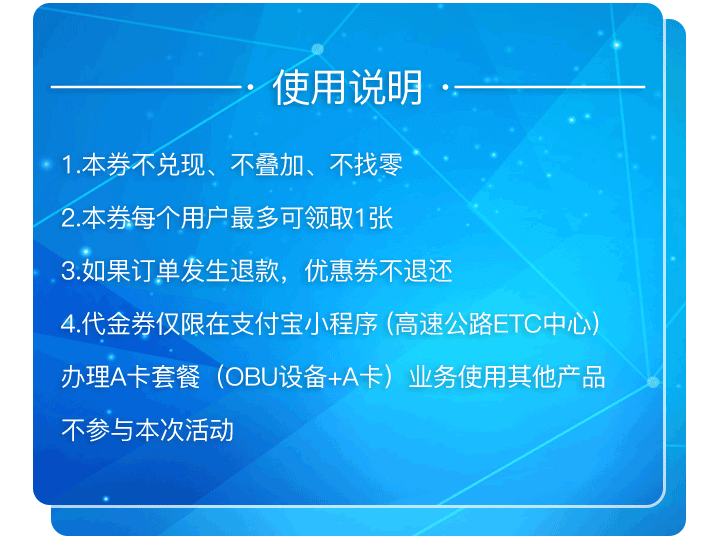 使用说明
1.本券不兑现、不叠加、不找零
2.本券每个用户最多可领取1张
3.如果订单发生退款，优惠券不退还
4.代金券仅限在支付宝小程序(高速公路ETC中心)
办理A卡套餐（OBU设备+A卡）业务使用其他产品
不参与本次活动